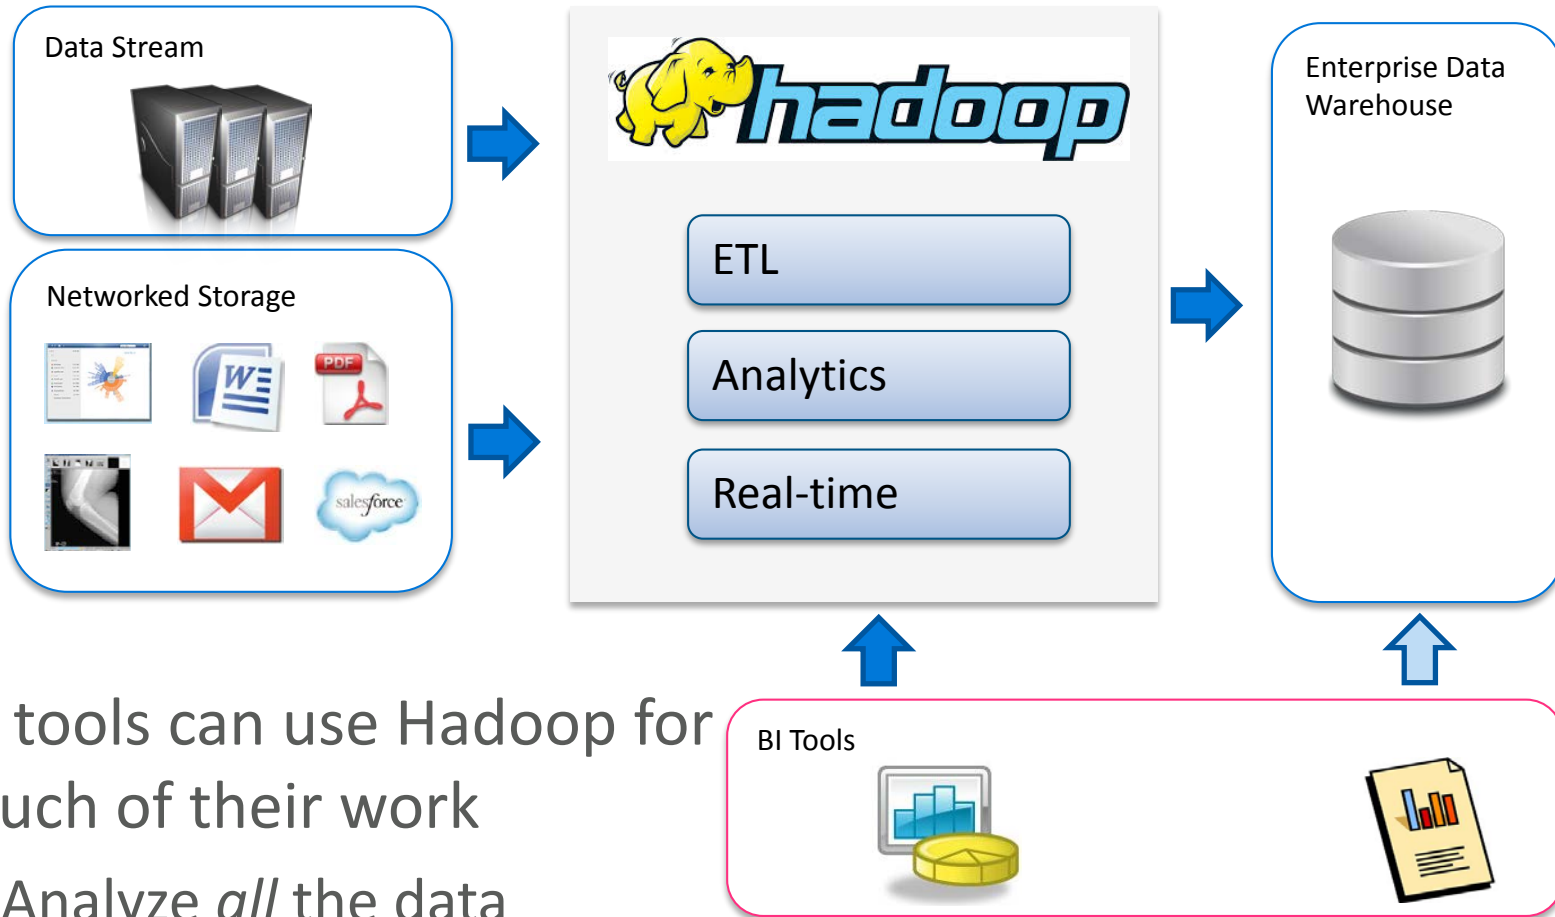 Data Stream
hadoop
Enterprise Data
Warehouse
ETL
Networked Storage
PDF
W
Analytics
salesforce
Real-time
tools can use Hadoop for
uch of their work
Analyze all the data
BI Tools